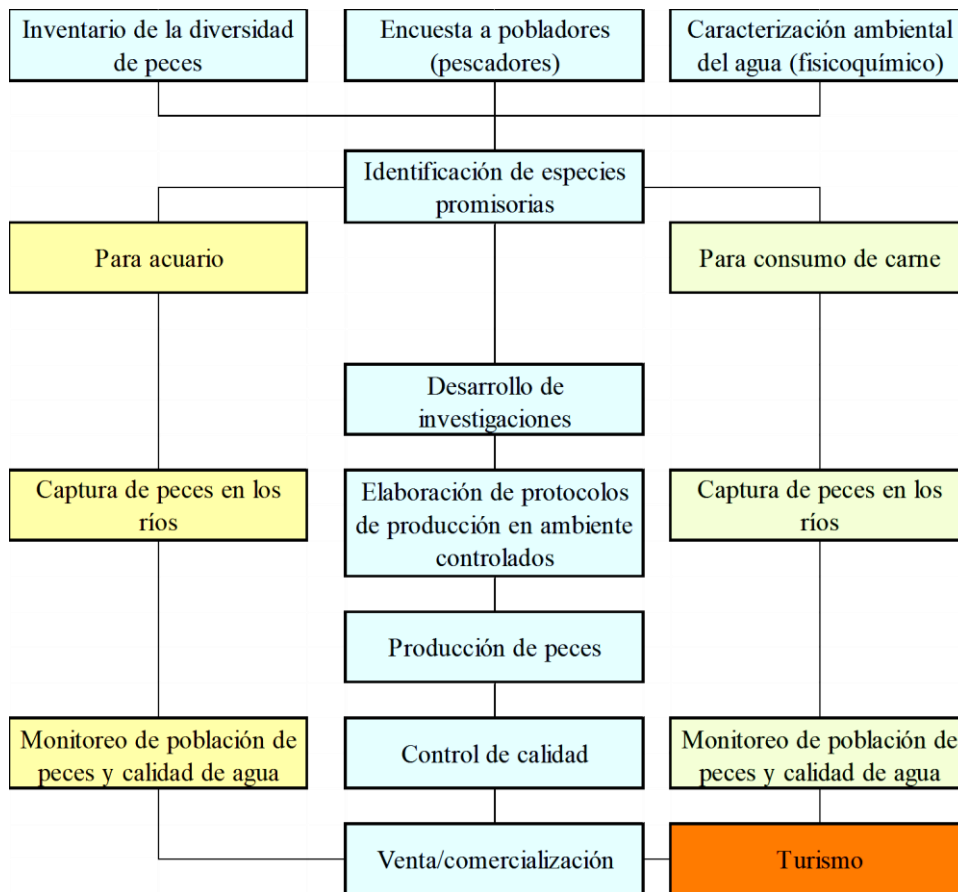 Inventario de la diversidad
de peces
Encuesta a pobladores
(pescadores)
Caracterización ambiental
del agua (fisicoquímico)
Identificación de especies
promisorias
Para acuario
Para consumo de carne
Desarrollo de
investigaciones
Captura de peces en los
ríos
Elaboración de protocolos
de producción en ambiente
controlados
Captura de peces en los
ríos
Producción de peces
Monitoreo de población de
peces y calidad de agua
Control de calidad
Monitoreo de población de
peces y calidad de agua
Venta/comercialización
Turismo